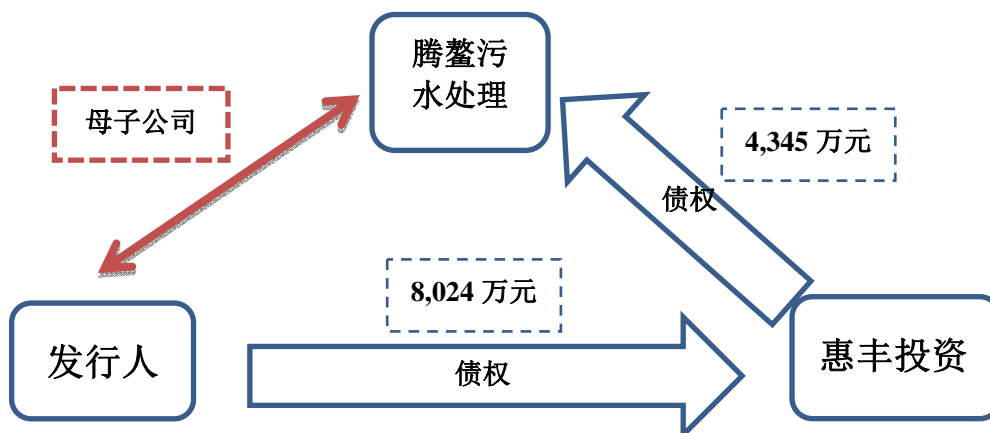 腾鳌污
水处理
母子公司
4,345 万元
债权
8,024 万元
发行人
债权
惠丰投资